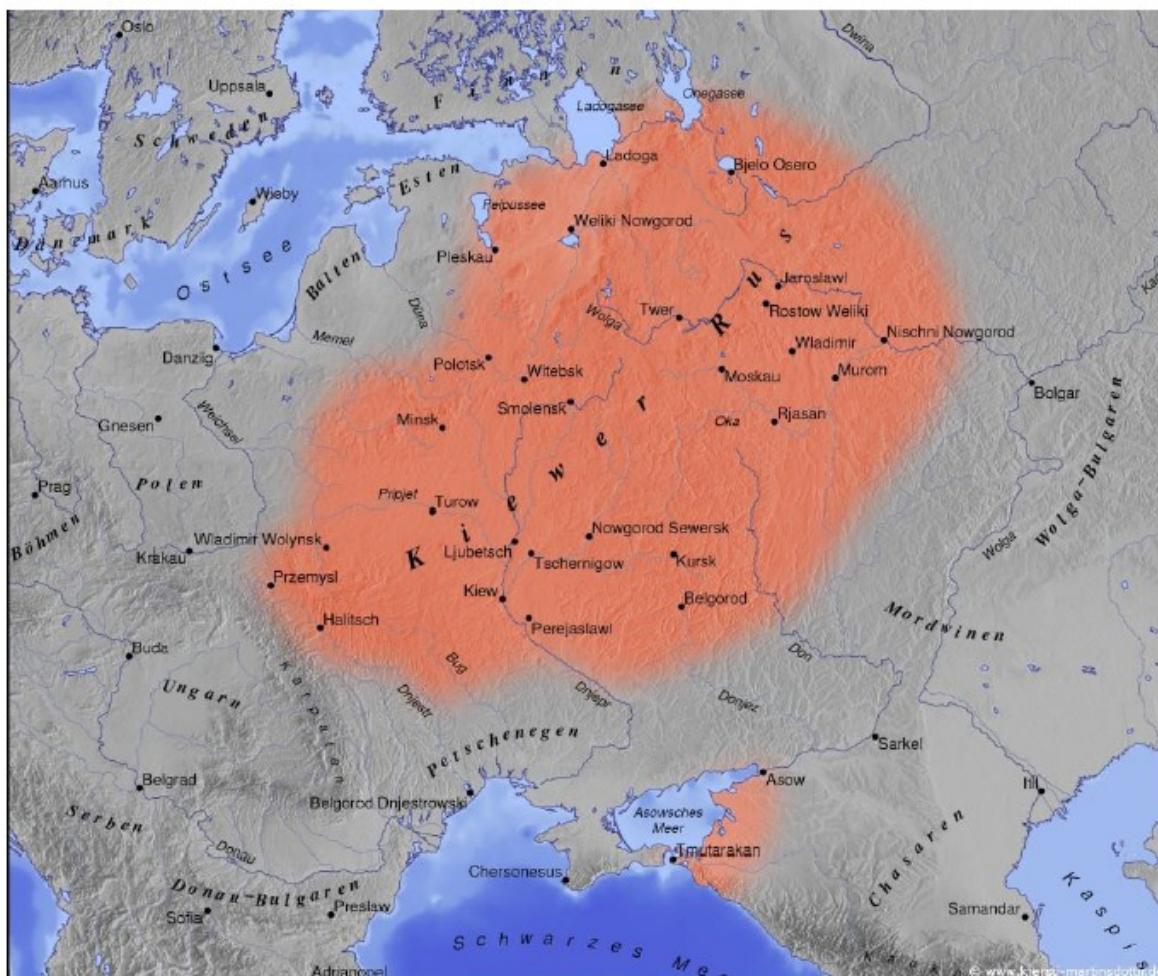 Oslo
Dwina
Uppsala
Finnen
Ladogasee
Onegasee
Schweden
Ladoga
Bjelo Osero
Aarhus
Esten
Wisby
Peipussee
Weliki Nowgorod
Dänemark
Ostsee
Pleskau
Balten
Jaroslawl
Düna
Wolga
Twer
Rostow Weliki
Memel
Nischni Nowgorod
Danzig
Wladimir
Polotsk
Witebsk
Moskau
Murom
Bolgar
Smolensk
Gnesen
Weichsel
Minsk
Oka
Rjasan
Wolga-Bulgaren
Prag
Polen
Pripjet
Turow
Kiewer Rus
Böhmen
Nowgorod Sewersk
Wladimir Wolynsk
Wolga
Krakau
Ljubetsch
Tschernigow
Kursk
Przemysl
Kiew
Belgorod
Mordwinen
Halitsch
Perejaslawl
Buda
Bug
Don
Ungarn
Karpaten
Dnjestr
Dnjepr
Donjez
Petschenegen
Sarkel
Belgrad
Asow
Itil
Belgorod Dnjestrowski
Asowsches
Meer
Serben
Donau
Tmutarakan
Chasaren
Chersonesus
Donau-Bulgaren
Preslaw
Sofia
Samandar
Kaspis
Schwarzes Me
Adrianopel
Kauk